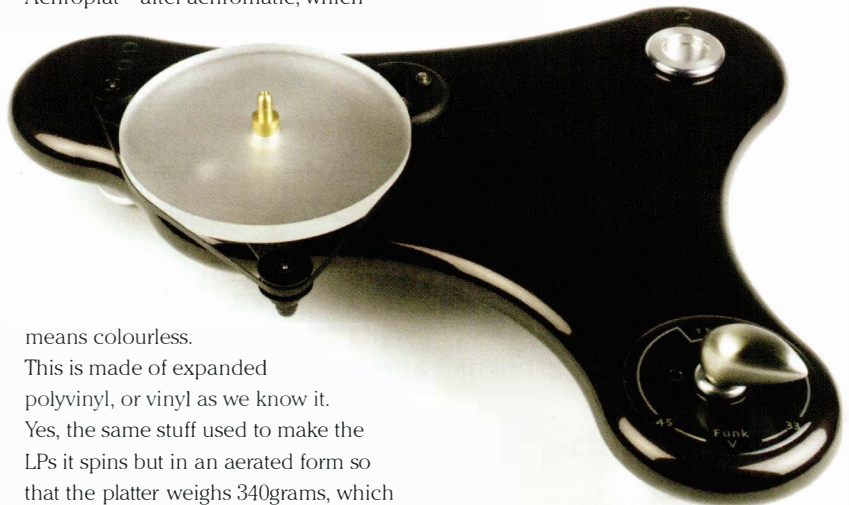 means colourless.
This is made of expanded
polyvinyl, or vinyl as we know it.
Yes, the same stuff used to make the
LPs it spins but in an aerated form so
that the platter weighs 340grams, which
45
33
Funk